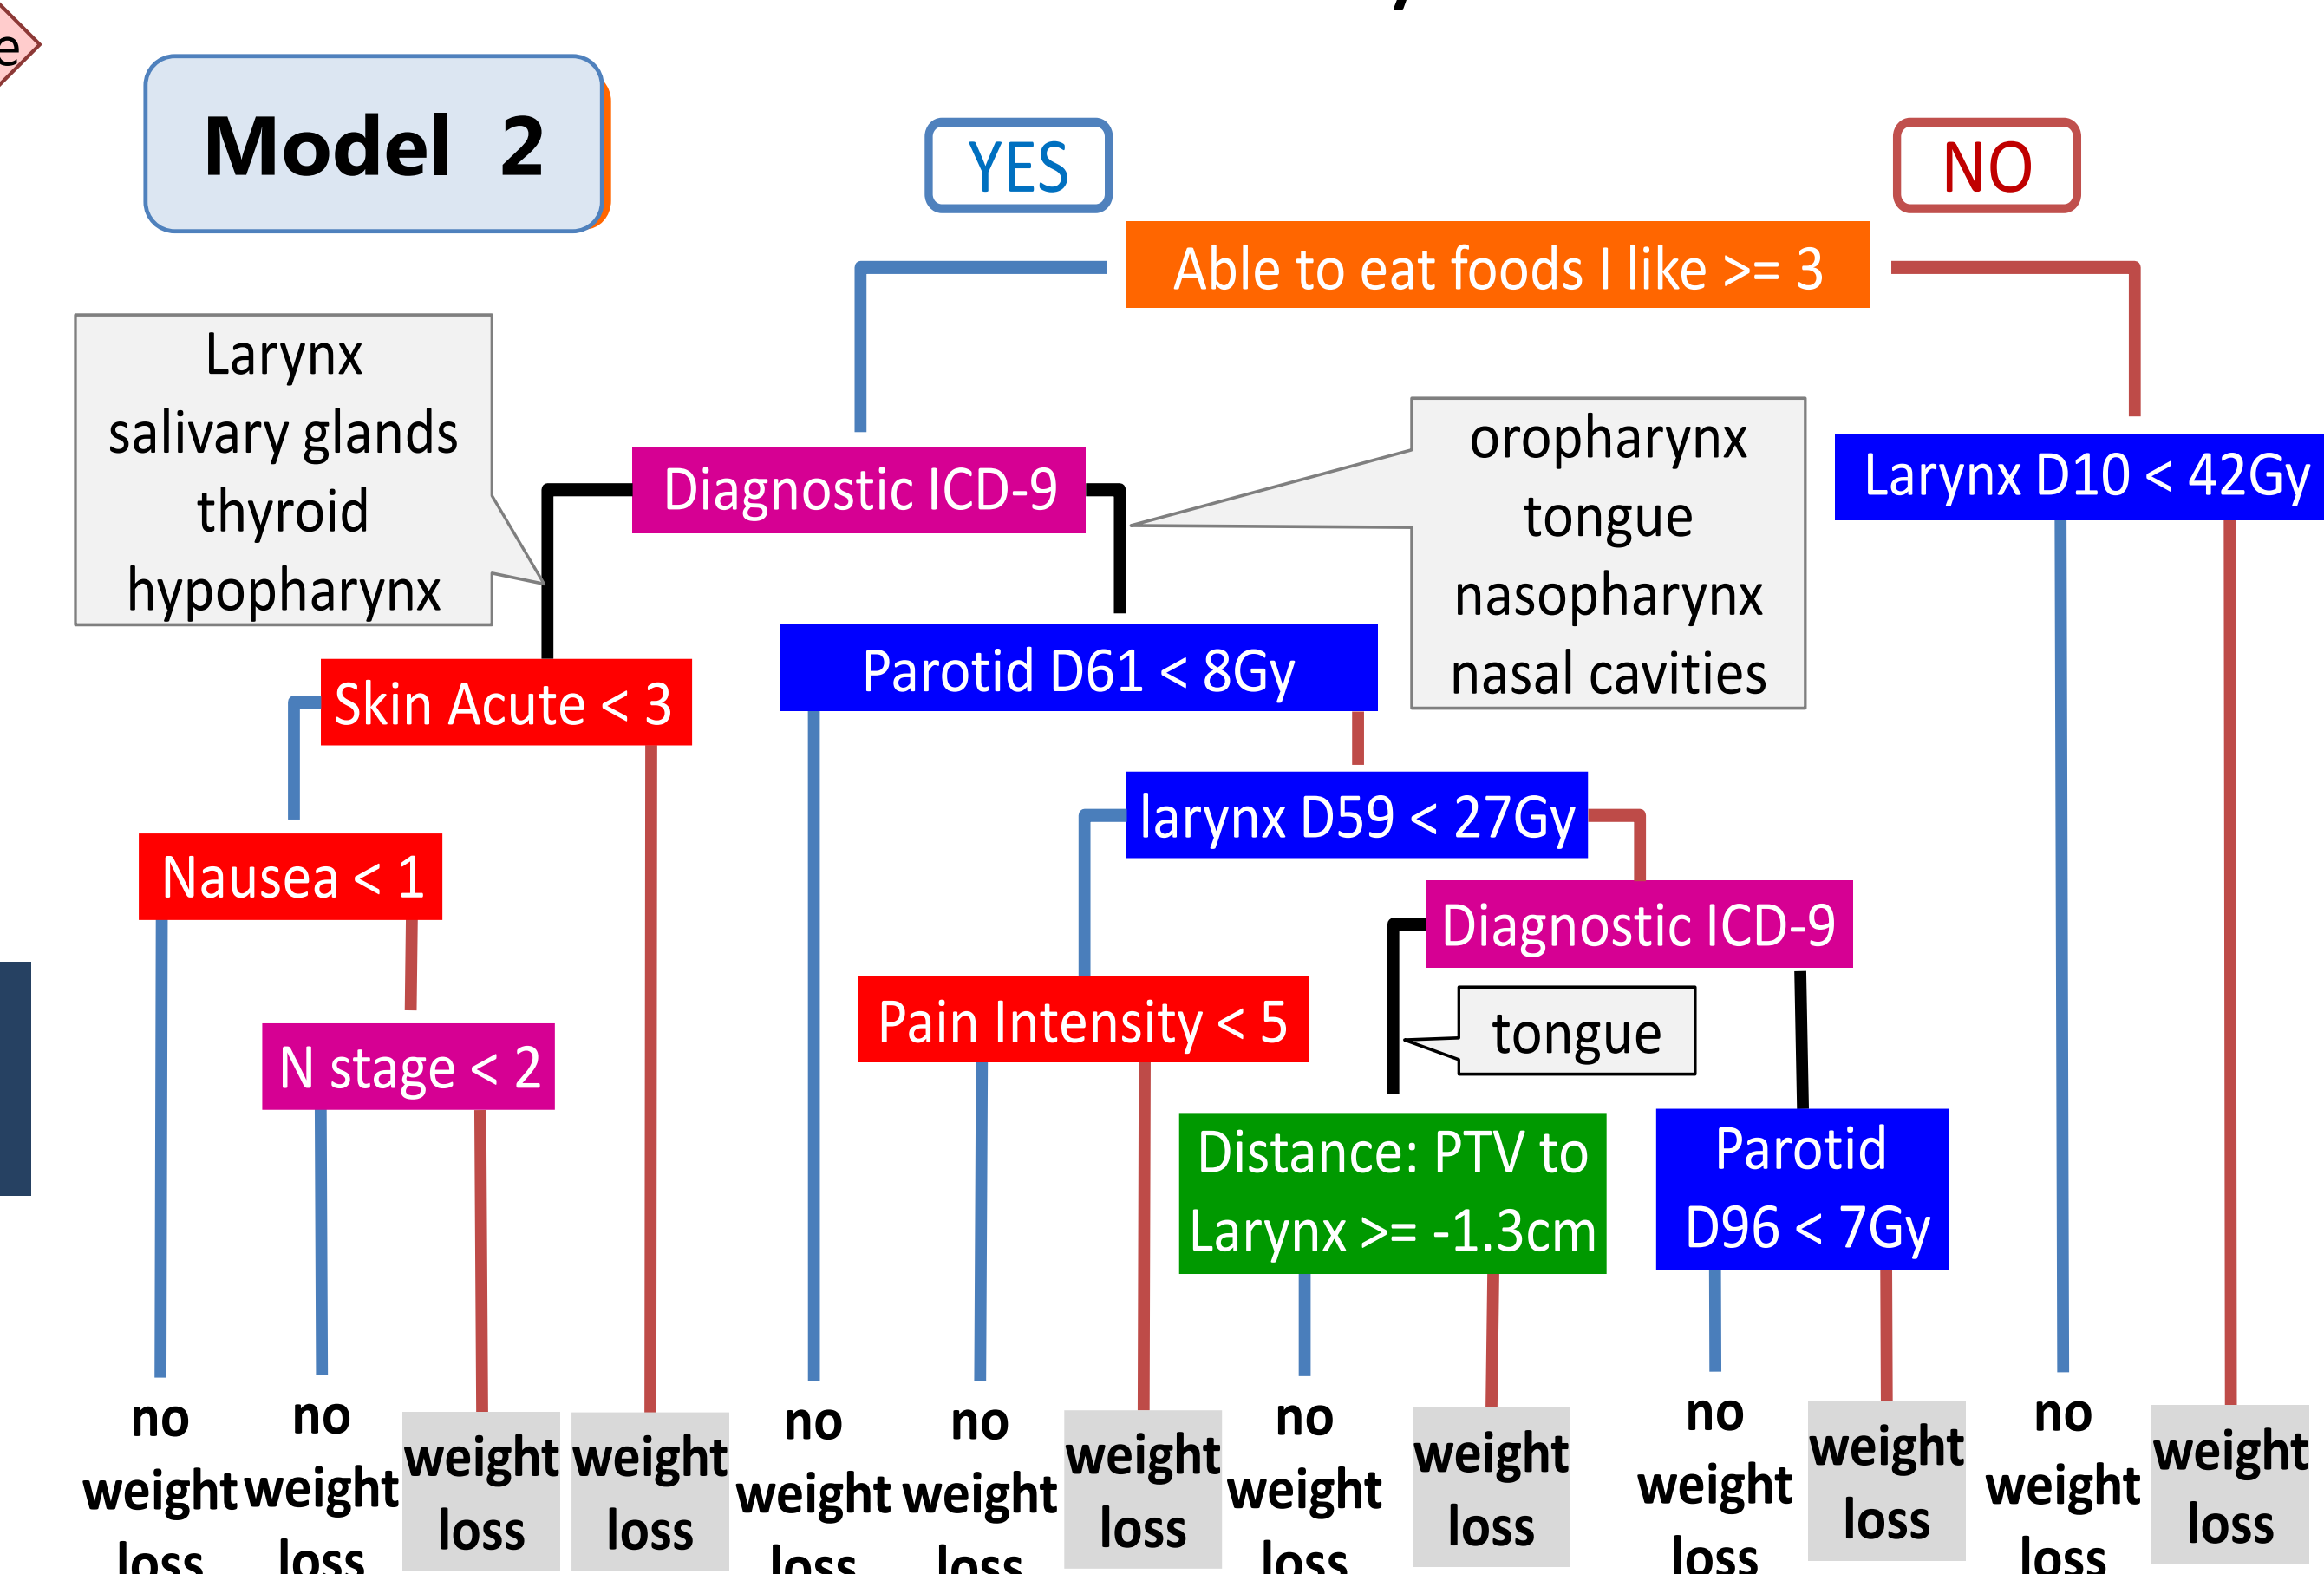 Model 2
YES
NO
Able to eat foods I like >= 3
Larynx
salivary glands
thyroid
hypopharynx
Diagnostic ICD-9
oropharynx
tongue
nasopharynx
nasal cavities
Larynx D10 < 42Gy
Skin Acute < 3
Parotid D61 < 8Gy
larynx D59 < 27Gy
Nausea < 1
Diagnostic ICD-9
Pain Intensity < 5
tongue
N stage < 2
Distance: PTV to
Larynx >= -1.3cm
Parotid
D96 < 7Gy
no
weight
loss
no
weight
loss
weight
loss
weight
loss
no
weight
loss
no
weight
loss
weight
loss
no
weight
loss
weight
loss
no
weight
loss
weight
loss
no
weight
loss
weight
loss